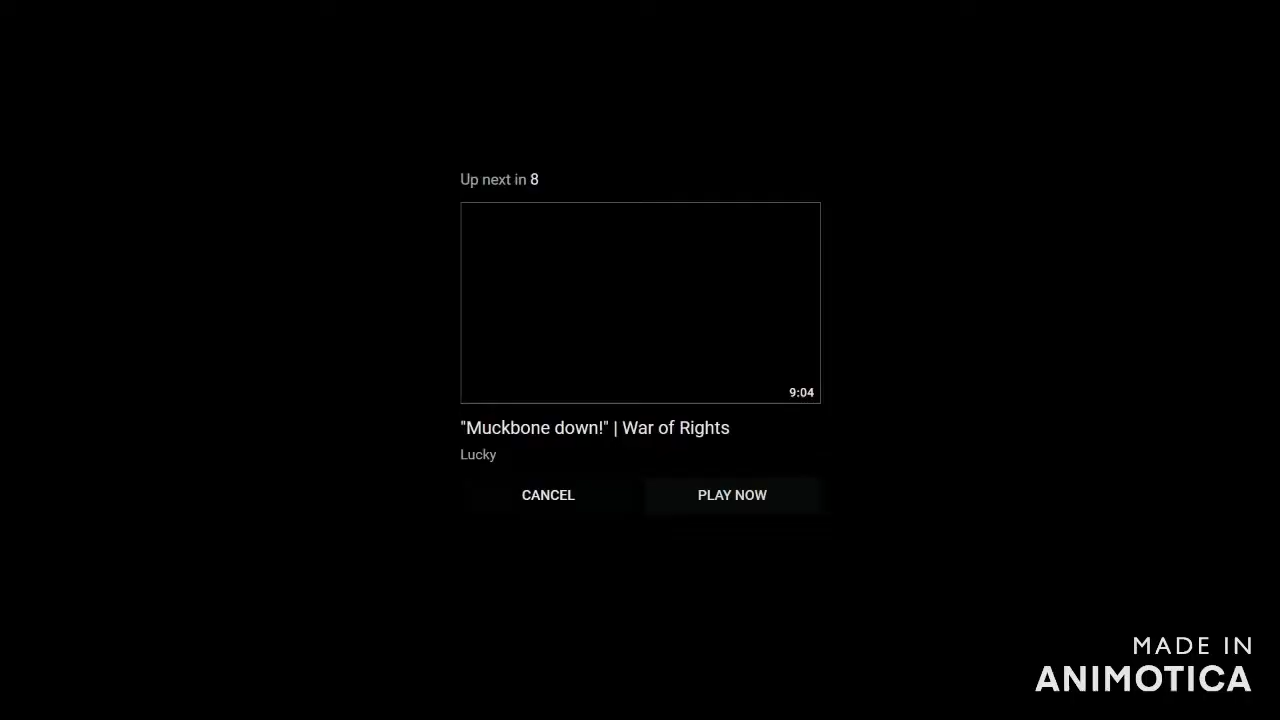 Up next in 8
9:04
"Muckbone down!" | War of Rights
Lucky
CANCEL
PLAY NOW
MADE IN
ANIMOTICA